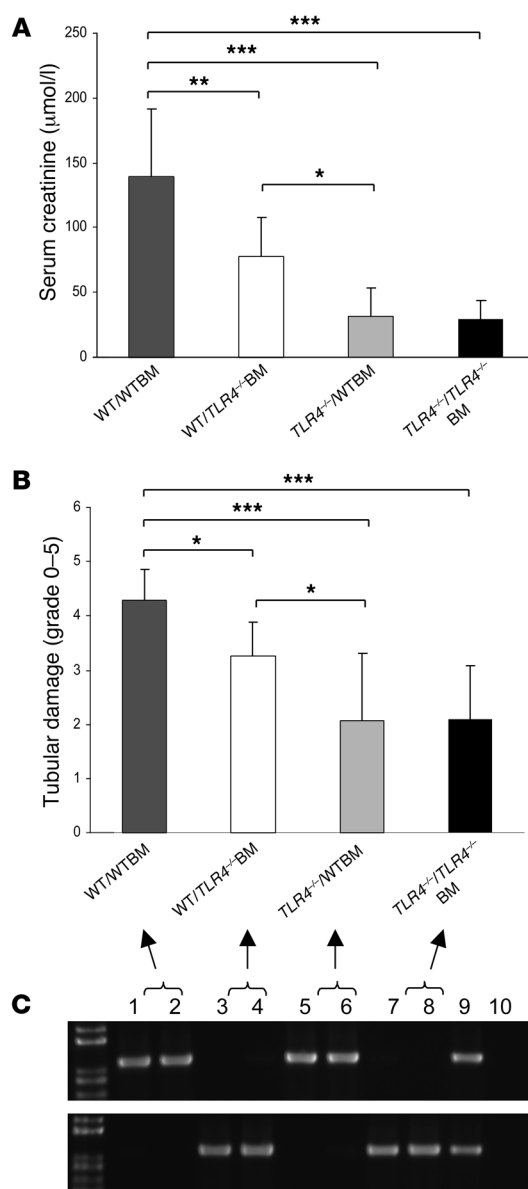 A
250
200
150
100
50
0
Serum creatinine (μmol/l)
***
***
**
*
WT/WTBM
WT/TLR4⁻/⁻BM
TLR4⁻/⁻/WTBM
TLR4⁻/⁻/TLR4⁻/⁻
BM
B
6
5
4
3
2
1
0
Tubular damage (grade 0–5)
***
***
*
*
WT/WTBM
WT/TLR4⁻/⁻BM
TLR4⁻/⁻/WTBM
TLR4⁻/⁻/TLR4⁻/⁻
BM
C
1 2 3 4 5 6 7 8 9 10